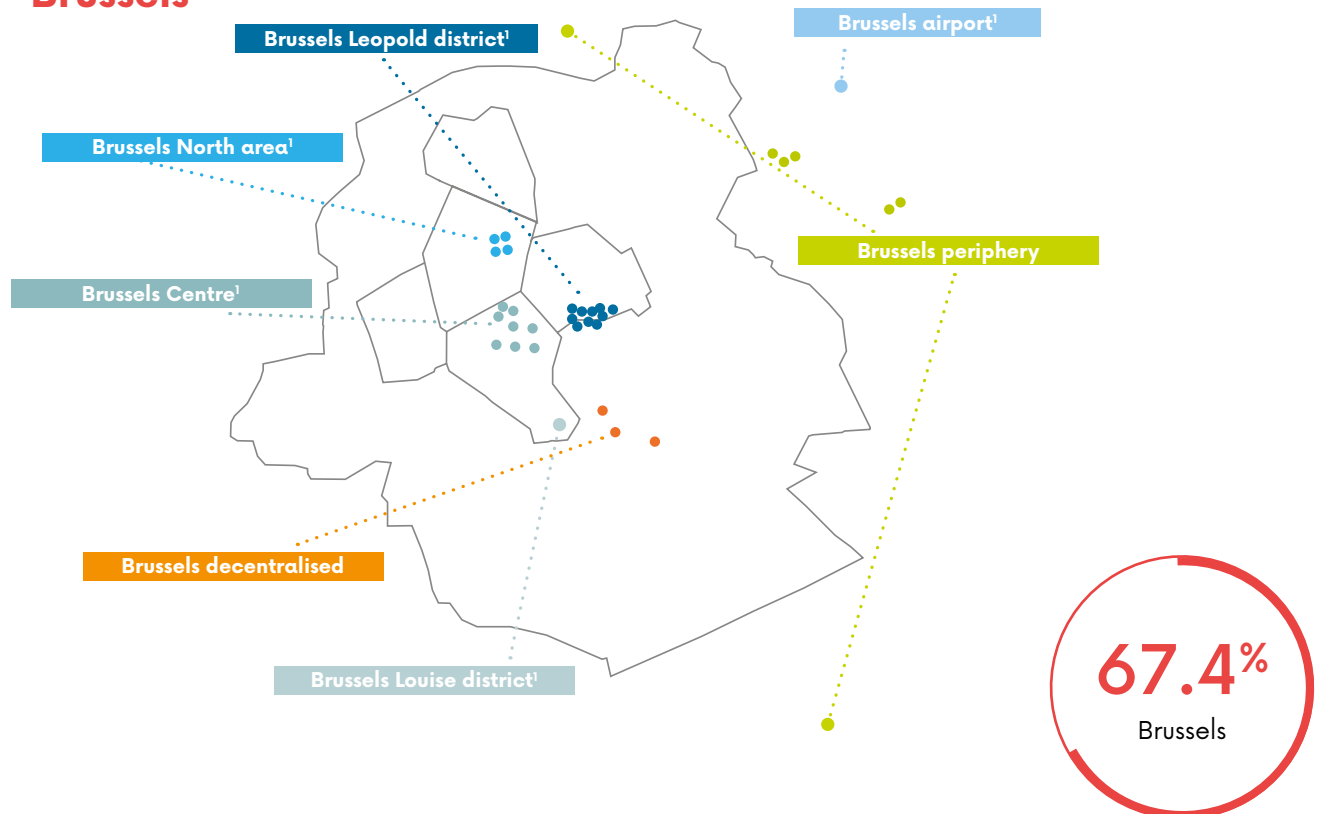 Brussels
Brussels airport¹
Brussels Leopold district¹
Brussels North area¹
Brussels periphery
Brussels Centre¹
Brussels decentralised
Brussels Louise district¹
67.4%
Brussels